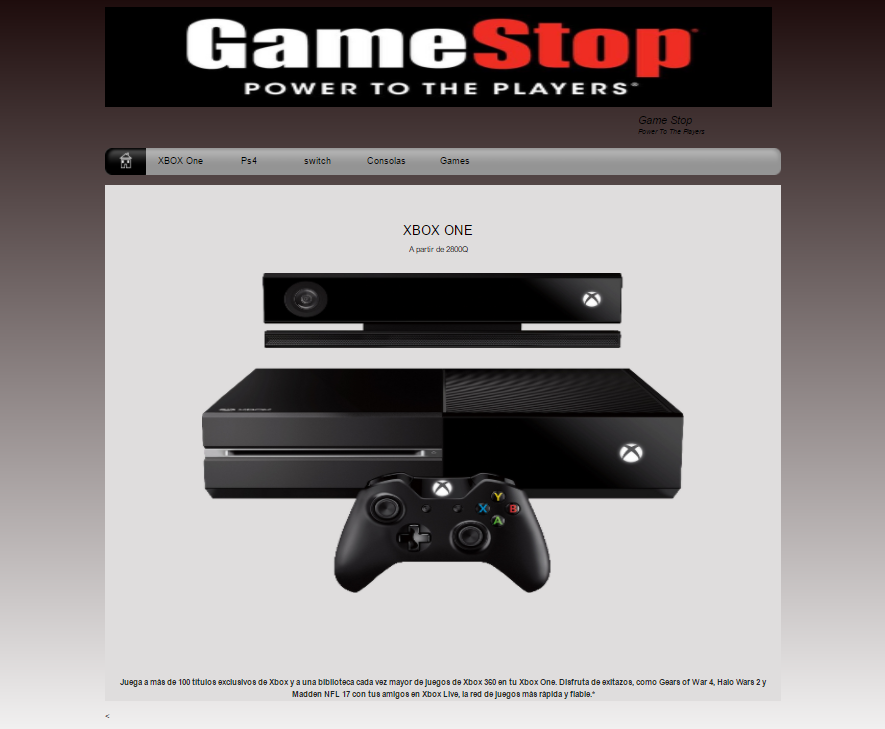 GameStop
POWER TO THE PLAYERS®
Game Stop
Power To The Players
XBOX One Ps4 switch Consolas Games
XBOX ONE
A partir de 2800Q
Y
X B
A
Juega a más de 100 títulos exclusivos de Xbox y a una biblioteca cada vez mayor de juegos de Xbox 360 en tu Xbox One. Disfruta de exitazos, como Gears of War 4, Halo Wars 2 y
Madden NFL 17 con tus amigos en Xbox Live, la red de juegos más rápida y fiable.*
<